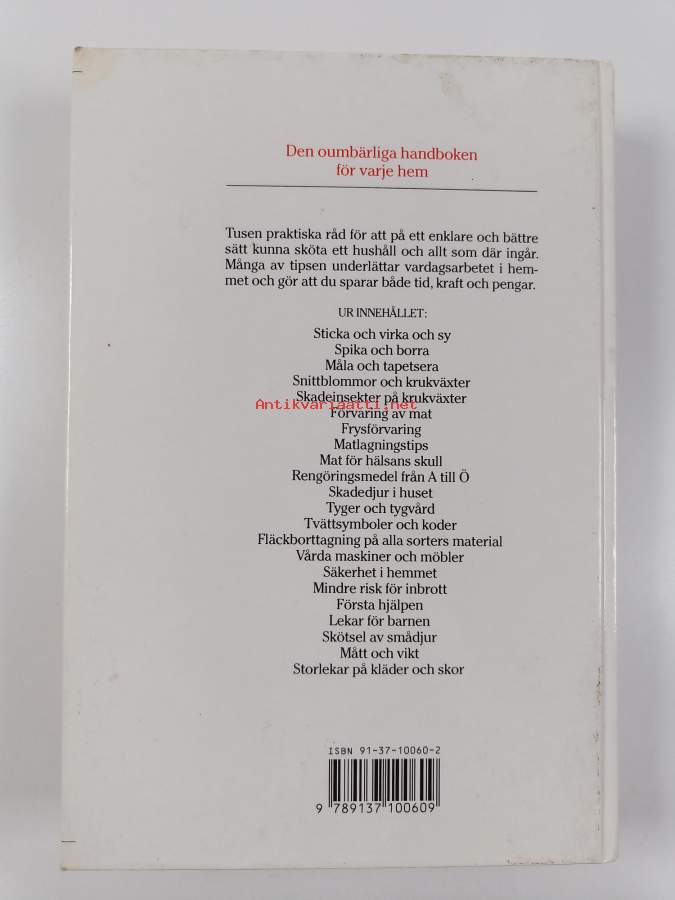 Den oumbärliga handboken
för varje hem
Tusen praktiska råd för att på ett enklare och bättre
sätt kunna sköta ett hushåll och allt som där ingår.
Många av tipsen underlättar vardagsarbetet i hem-
met och gör att du sparar både tid, kraft och pengar.
UR INNEHÅLLET:
Sticka och virka och sy
Spika och borra
Måla och tapetsera
Snittblommor och krukväxter
Skadeinsekter på krukväxter
Antikvariaatti.net
Förvaring av mat
Frysförvaring
Matlagningstips
Mat för hälsans skull
Rengöringsmedel från A till Ö
Skadedjur i huset
Tyger och tygvård
Tvättsymboler och koder
Fläckborttagning på alla sorters material
Vårda maskiner och möbler
Säkerhet i hemmet
Mindre risk för inbrott
Första hjälpen
Lekar för barnen
Skötsel av smådjur
Mått och vikt
Storlekar på kläder och skor
ISBN 91-37-10060-2
9 789137 100609